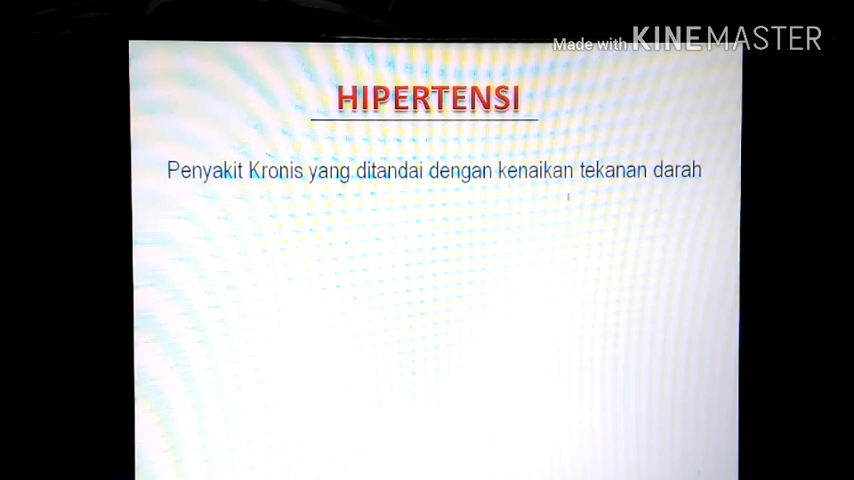 Made with KINEMASTER
HIPERTENSI
Penyakit Kronis yang ditandai dengan kenaikan tekanan darah